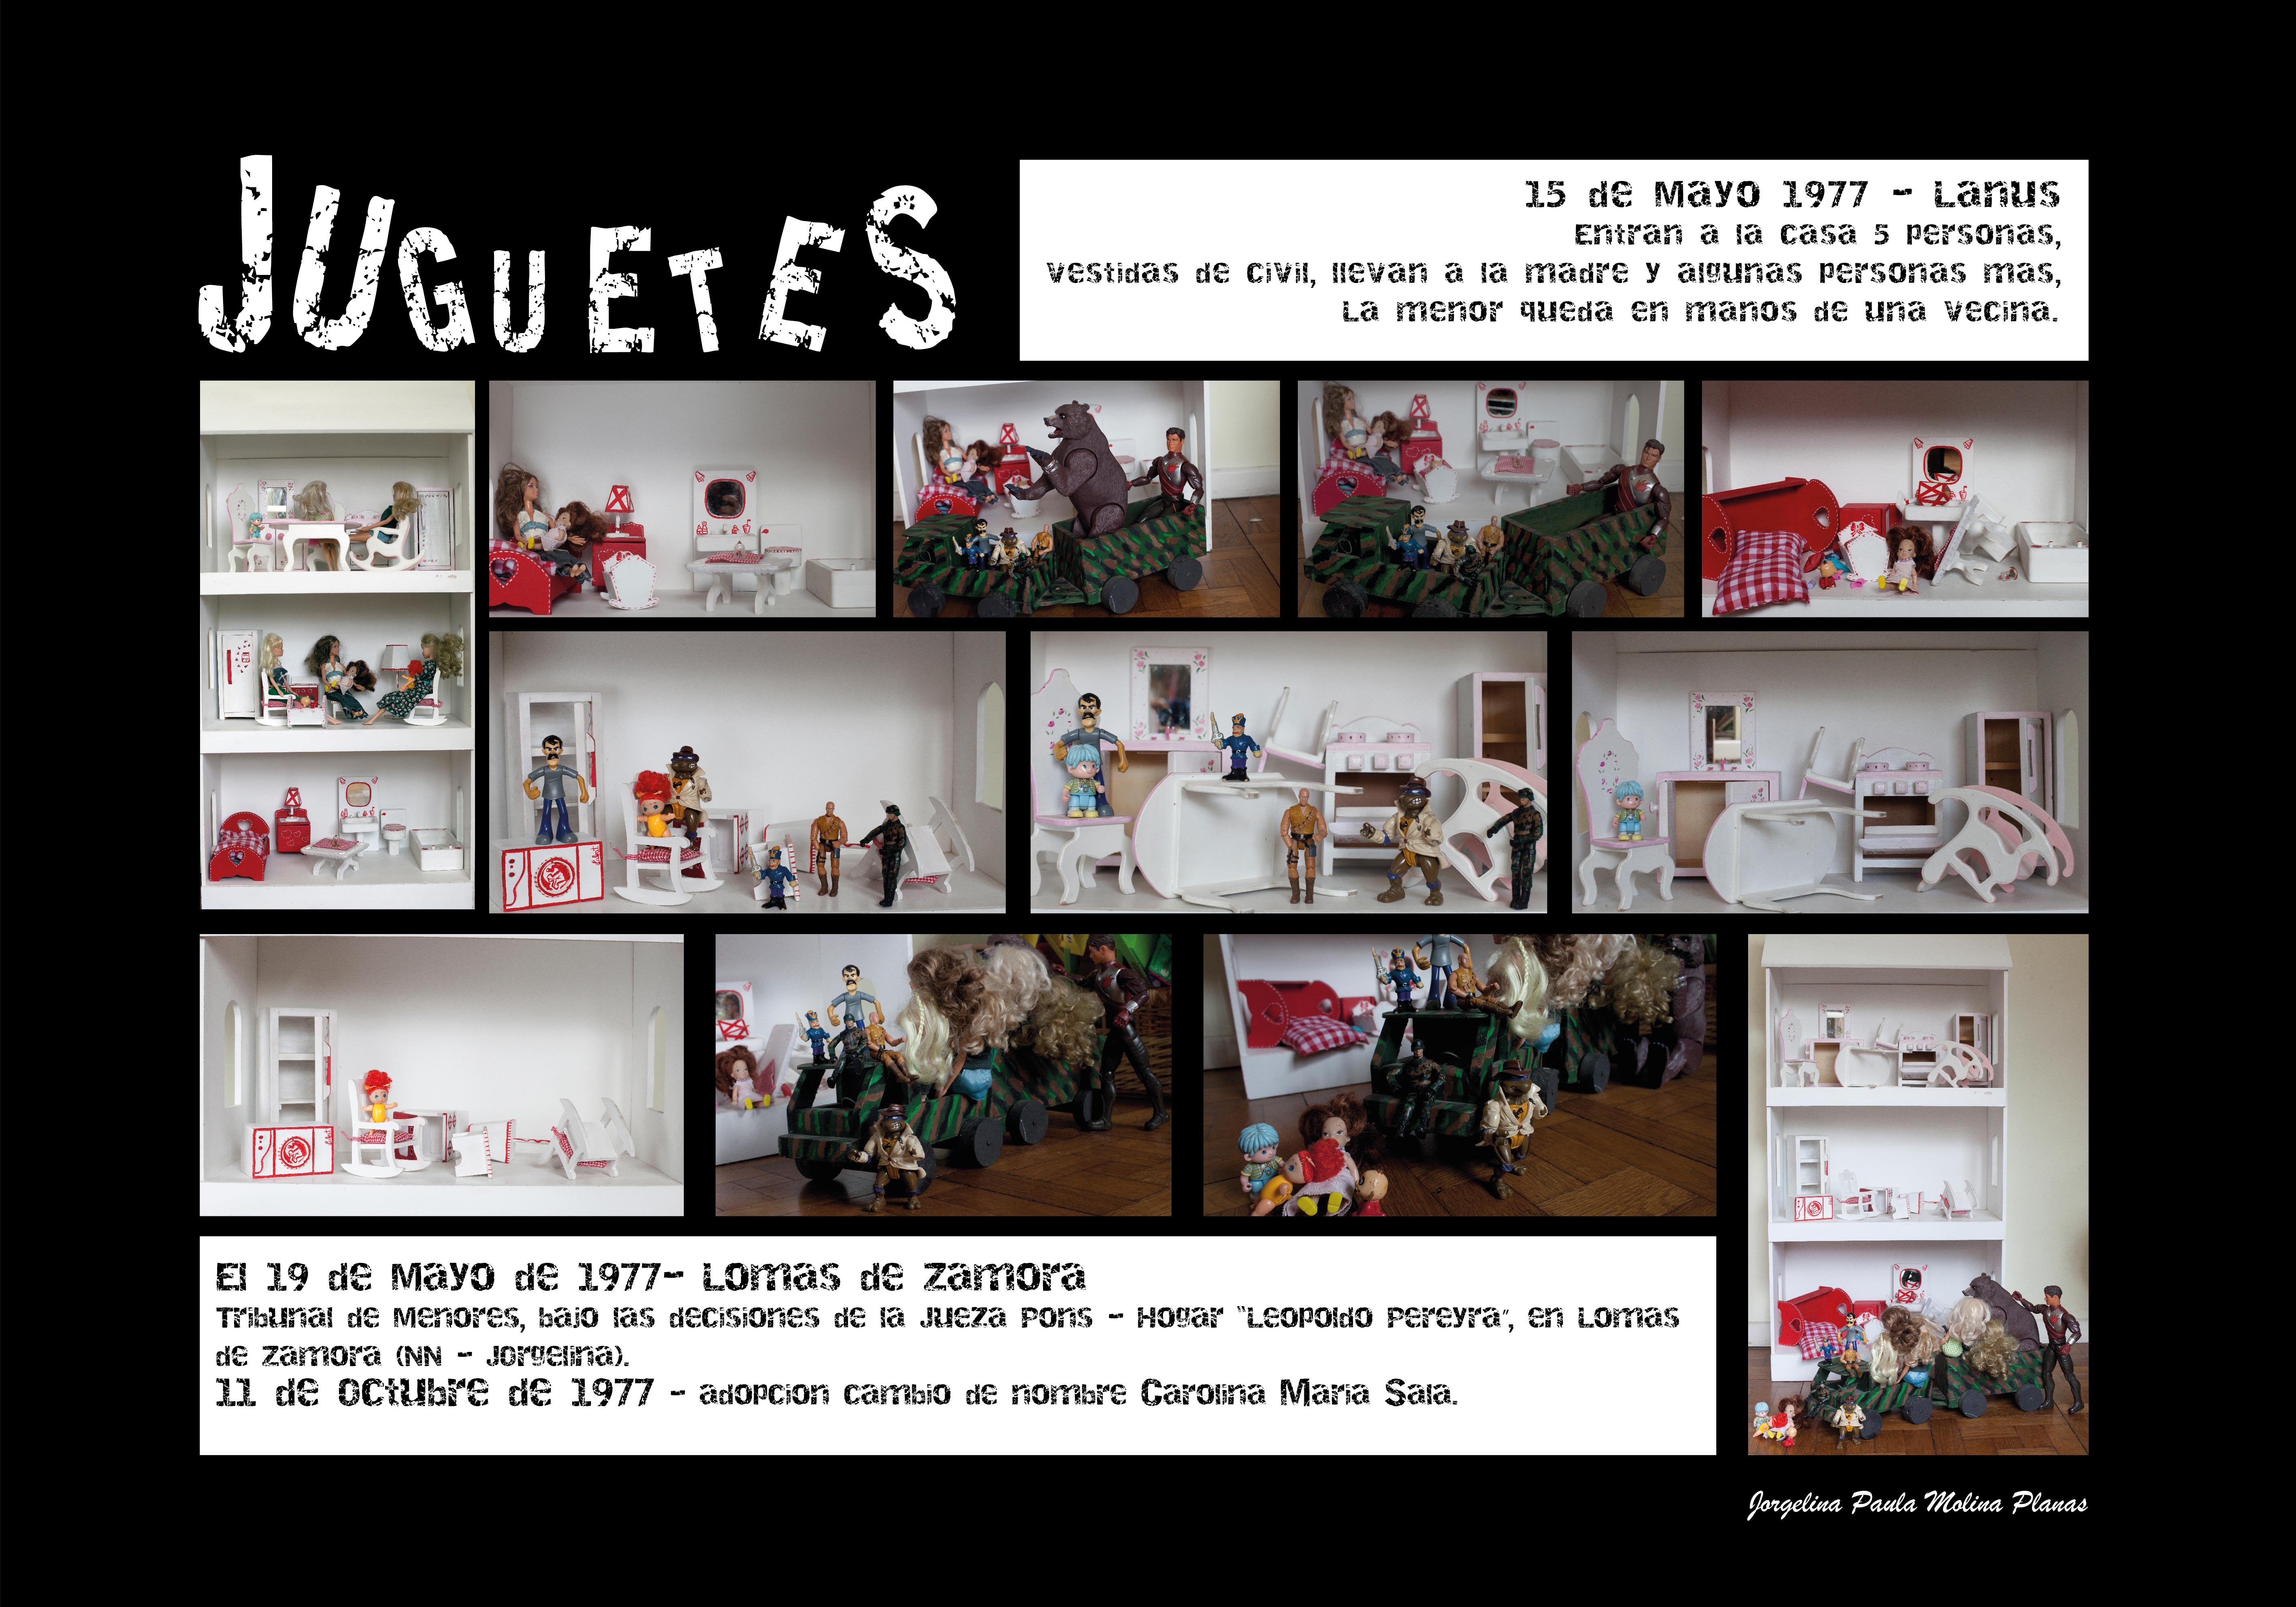 JUGUETES
15 de Mayo 1977 - Lanus
Entran a la casa 5 personas,
vestidas de civil, llevan a la madre y algunas personas mas,
La menor queda en manos de una vecina.
El 19 de Mayo de 1977- Lomas de Zamora
Tribunal de Menores, bajo las decisiones de la Jueza Pons - Hogar "Leopoldo Pereyra", en Lomas
de Zamora (NN - Jorgelina).
11 de octubre de 1977 - adopcion cambio de nombre Carolina Maria Sala.
Jorgelina Paula Molina Planas